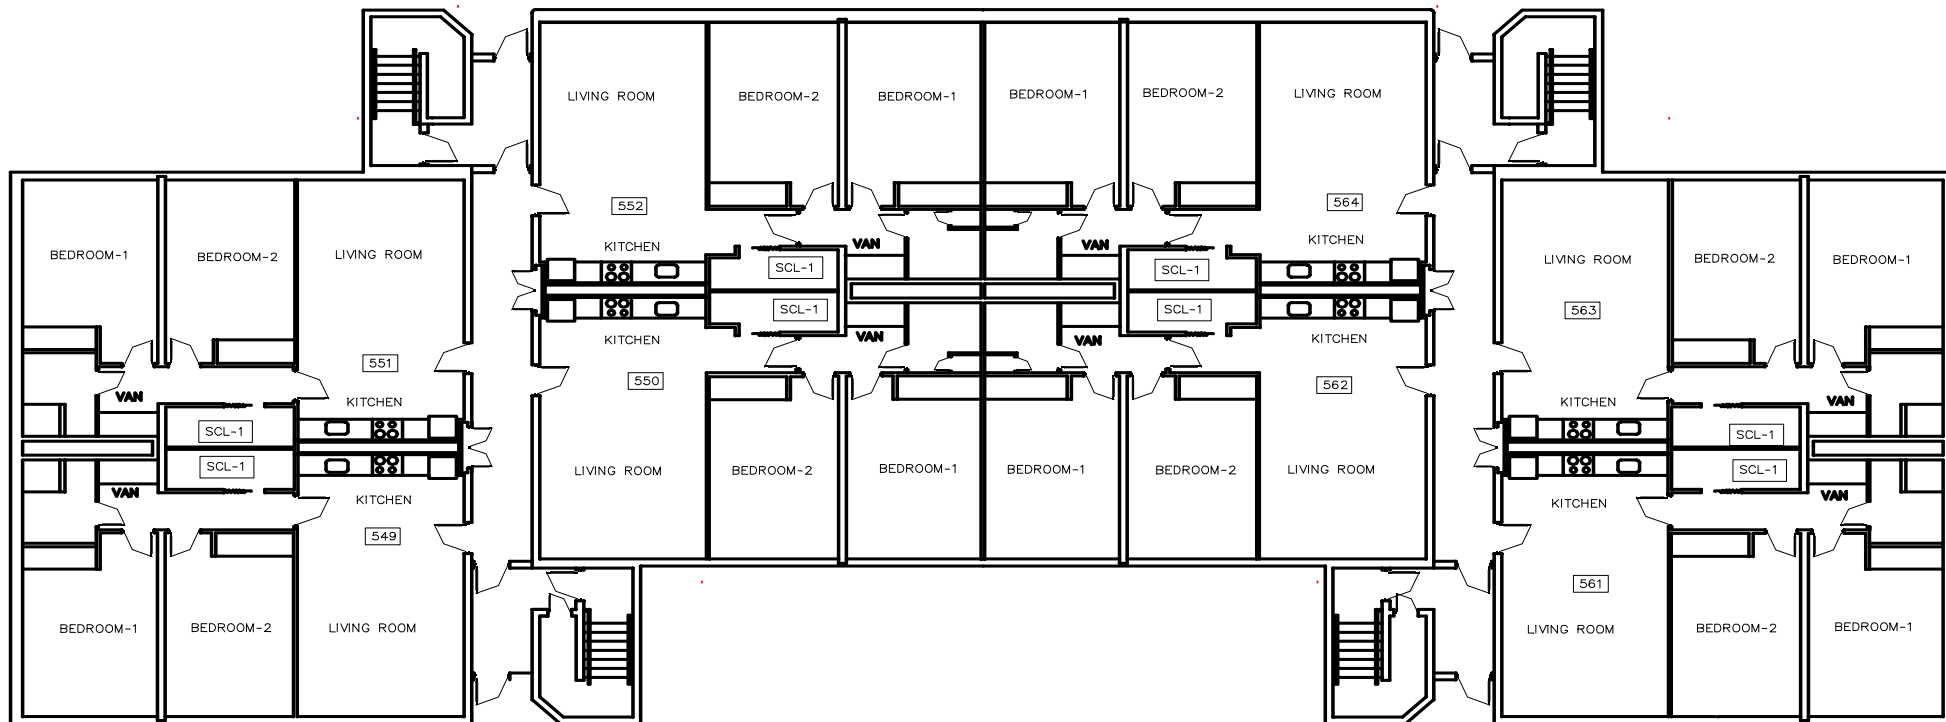 LIVING ROOM
BEDROOM-2
BEDROOM-1
BEDROOM-1
BEDROOM-2
LIVING ROOM
552
564
KITCHEN
VAN
VAN
KITCHEN
SCL-1
SCL-1
SCL-1
SCL-1
KITCHEN
VAN
VAN
KITCHEN
550
562
LIVING ROOM
BEDROOM-2
BEDROOM-1
BEDROOM-1
BEDROOM-2
LIVING ROOM
BEDROOM-1
BEDROOM-2
LIVING ROOM
551
VAN
KITCHEN
SCL-1
SCL-1
VAN
KITCHEN
549
BEDROOM-1
BEDROOM-2
LIVING ROOM
LIVING ROOM
BEDROOM-2
BEDROOM-1
563
KITCHEN
VAN
SCL-1
SCL-1
KITCHEN
VAN
561
LIVING ROOM
BEDROOM-2
BEDROOM-1